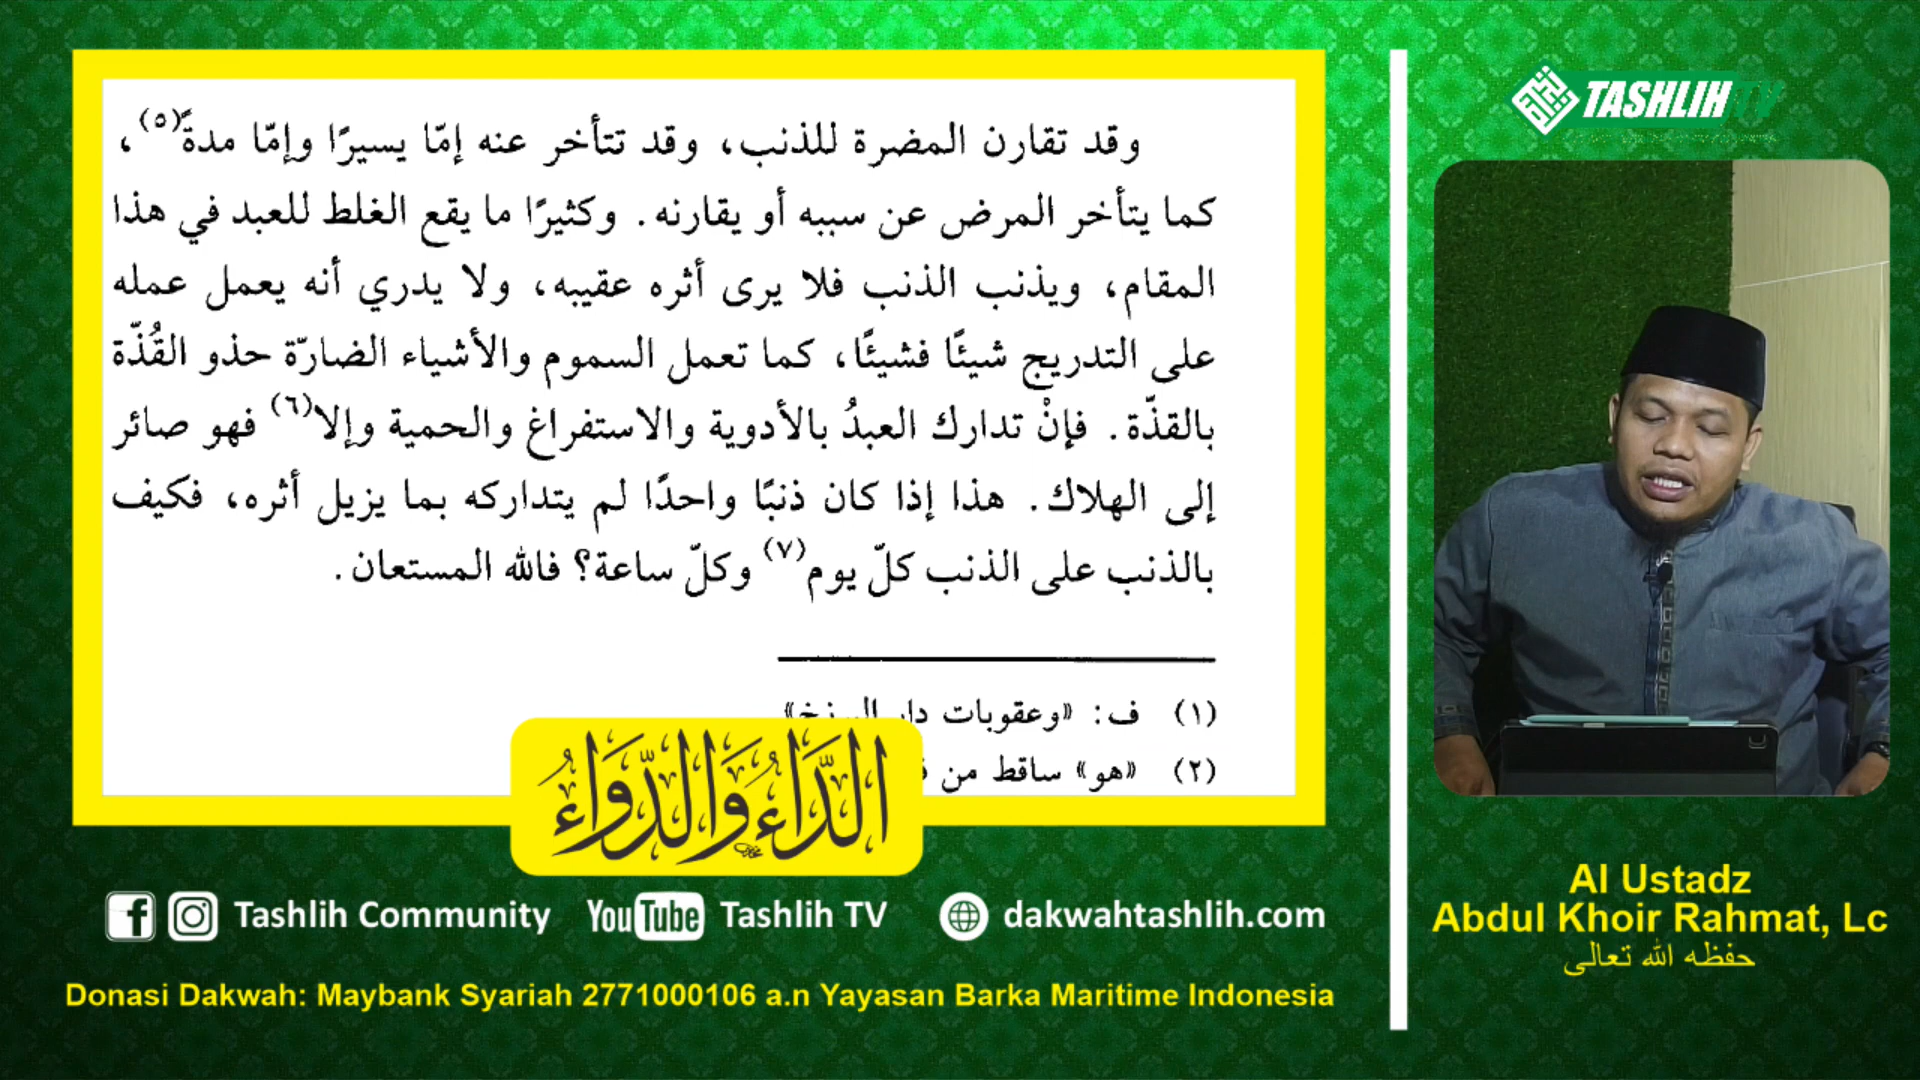 وقد تقارن المضرة للذنب، وقد تتأخر عنه إمّا يسيرًا وإمّا مدةً(٥)،
كما يتأخر المرض عن سببه أو يقارنه. وكثيرًا ما يقع الغلط للعبد في هذا
المقام، ويذنب الذنب فلا يرى أثره عقيبه، ولا يدري أنه يعمل عمله
على التدريج شيئًا فشيئًا، كما تعمل السموم والأشياء الضارّة حذو القُذّة
بالقذّة. فإنْ تدارك العبدُ بالأدوية والاستفراغ والحمية وإلا(٦) فهو صائر
إلى الهلاك. هذا إذا كان ذنبًا واحدًا لم يتداركه بما يزيل أثره، فكيف
بالذنب على الذنب كلّ يوم(٧) وكلّ ساعة؟ فالله المستعان.
(١) ف: «وعقوبات دار البرزخ»
(٢) «هو» ساقط من
الدَّاءُ وَالدَّوَاءُ
Tashlih Community YouTube Tashlih TV dakwahtashlih.com
Donasi Dakwah: Maybank Syariah 2771000106 a.n Yayasan Barka Maritime Indonesia
TASHLIH TV
Al Ustadz
Abdul Khoir Rahmat, Lc
حفظه الله تعالى